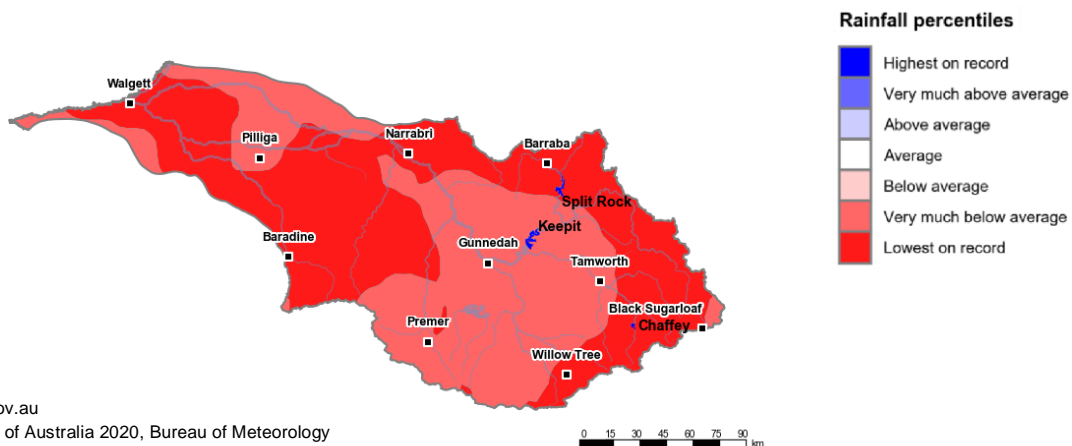 Rainfall percentiles
Highest on record
Very much above average
Above average
Average
Below average
Very much below average
Lowest on record
Walgett
Pilliga
Narrabri
Barraba
Split Rock
Keepit
Baradine
Gunnedah
Tamworth
Black Sugarloaf
Chaffey
Premer
Willow Tree
ov.au
of Australia 2020, Bureau of Meteorology
0 15 30 45 60 75 90
km